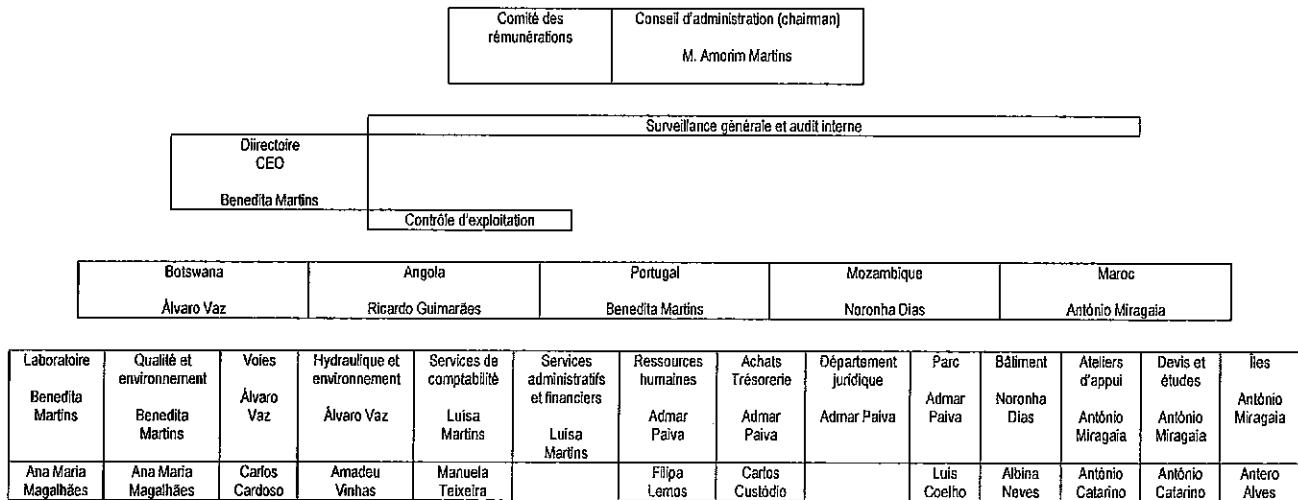 Comité des
rémunérations
Conseil d'administration (chairman)
M. Amorim Martins
Surveillance générale et audit interne
Diirectoire
CEO
Benedita Martins
Contrôle d'exploitation
Botswana
Álvaro Vaz
Angola
Ricardo Guimarães
Portugal
Benedita Martins
Mozambique
Noronha Dias
Maroc
António Miragaia
Laboratoire
Benedita
Martins
Qualité et
environnement
Benedita
Martins
Voies
Álvaro
Vaz
Hydraulique et
environnement
Álvaro Vaz
Services de
comptabilité
Luísa
Martins
Services
administratifs
et financiers
Luísa
Martins
Ressources
humaines
Admar
Paiva
Achats
Trésorerie
Admar
Paiva
Département
juridique
Admar Paiva
Parc
Admar
Paiva
Bâtiment
Noronha
Dias
Ateliers
d'appui
António
Miragaia
Devis et
études
António
Miragaia
Îles
António
Miragaia
Ana Maria
Magalhães
Ana Maria
Magalhães
Carlos
Cardoso
Amadeu
Vinhas
Manuela
Teixeira
Filipa
Lemos
Carlos
Custódio
Luis
Coelho
Albina
Neves
António
Catarino
António
Catarino
Antero
Alves